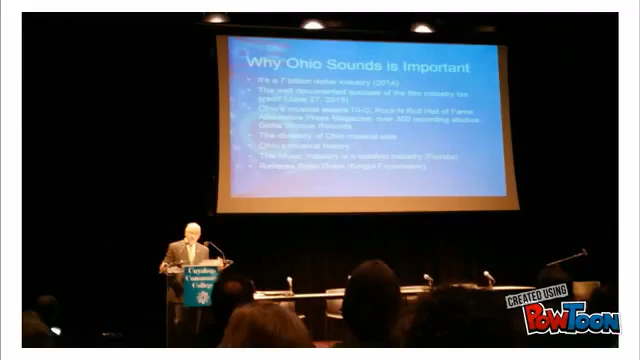 Why Ohio Sounds is Important
It's a 7 billion dollar industry (2014)
The well documented success of the film industry tax
credit (June 27, 2013)
Ohio's musical assets Rock N Roll Hall of Fame,
Alternative Press Magazine, over 300 recording studios
Gotta Groove Records
The diversity of Ohio musical acts
Ohio's musical history
The Music Industry is a catalyst industry (Florida)
Reverse Brain Drain (Knight Foundation)
Cuyahoga
Community
College
CREATED USING
POWTOON